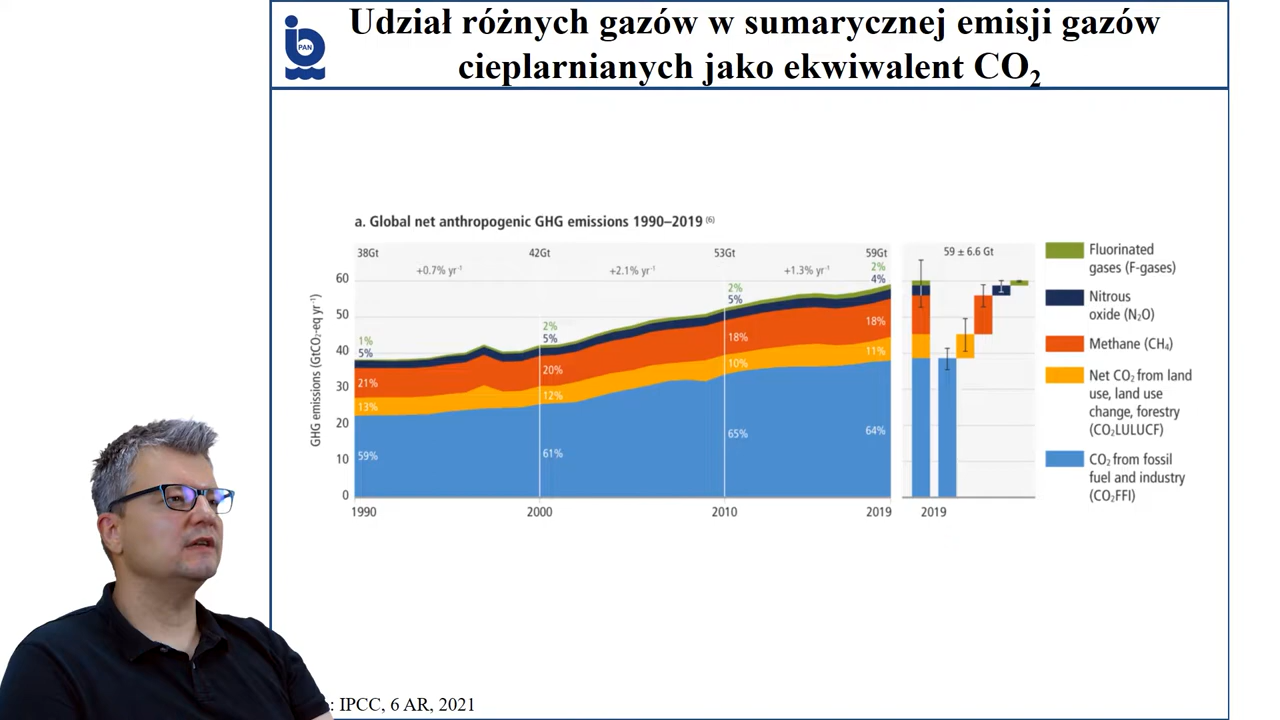 PAN
Udział różnych gazów w sumarycznej emisji gazów
cieplarnianych jako ekwiwalent CO₂
a. Global net anthropogenic GHG emissions 1990–2019 (6)
38Gt 42Gt 53Gt 59Gt
+0.7% yr⁻¹ +2.1% yr⁻¹ +1.3% yr⁻¹
59 ± 6.6 Gt
GHG emissions (GtCO₂-eq yr⁻¹)
60
50
40
30
20
10
0
1%
5%
21%
13%
59%
2%
5%
20%
12%
61%
2%
5%
18%
10%
65%
2%
4%
18%
11%
64%
1990 2000 2010 2019 2019
Fluorinated
gases (F-gases)
Nitrous
oxide (N₂O)
Methane (CH₄)
Net CO₂ from land
use, land use
change, forestry
(CO₂LULUCF)
CO₂ from fossil
fuel and industry
(CO₂FFI)
: IPCC, 6 AR, 2021